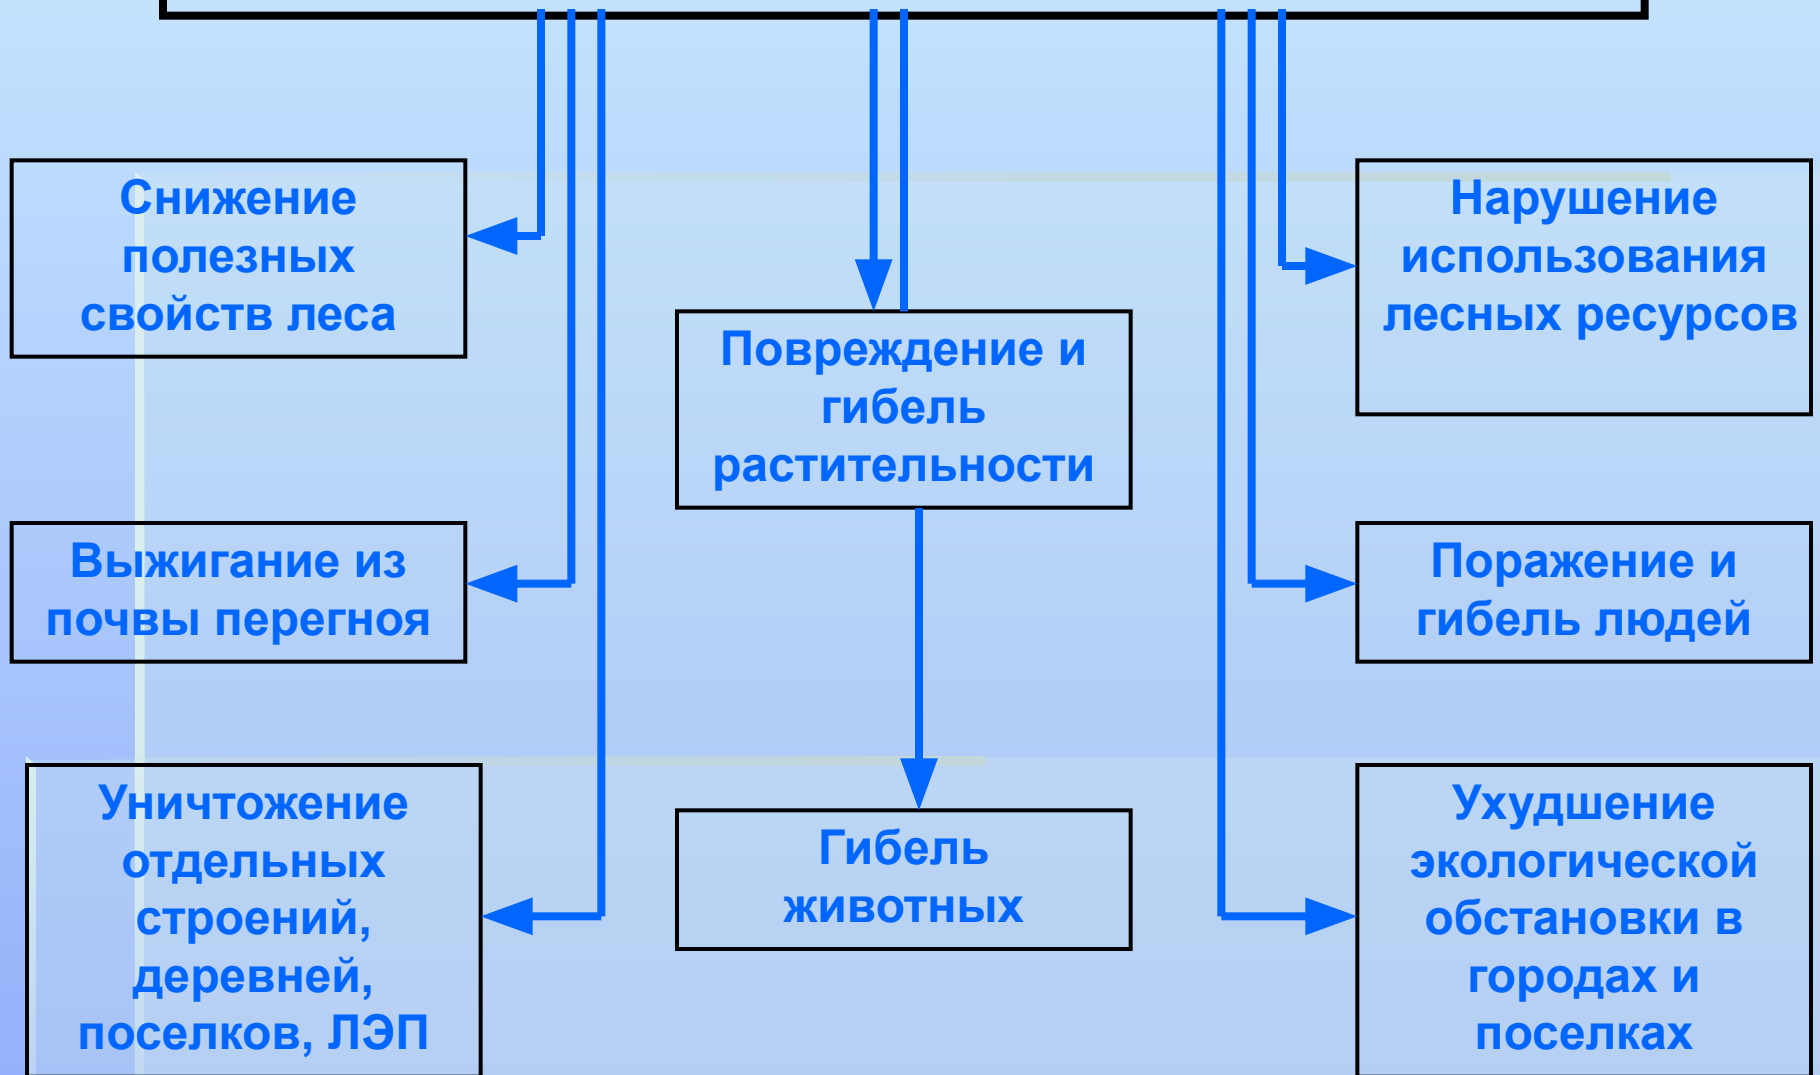 Снижение
полезных
свойств леса
Повреждение и
гибель
растительности
Нарушение
использования
лесных ресурсов
Выжигание из
почвы перегноя
Поражение и
гибель людей
Уничтожение
отдельных
строений,
деревней,
поселков, ЛЭП
Гибель
животных
Ухудшение
экологической
обстановки в
городах и
поселках